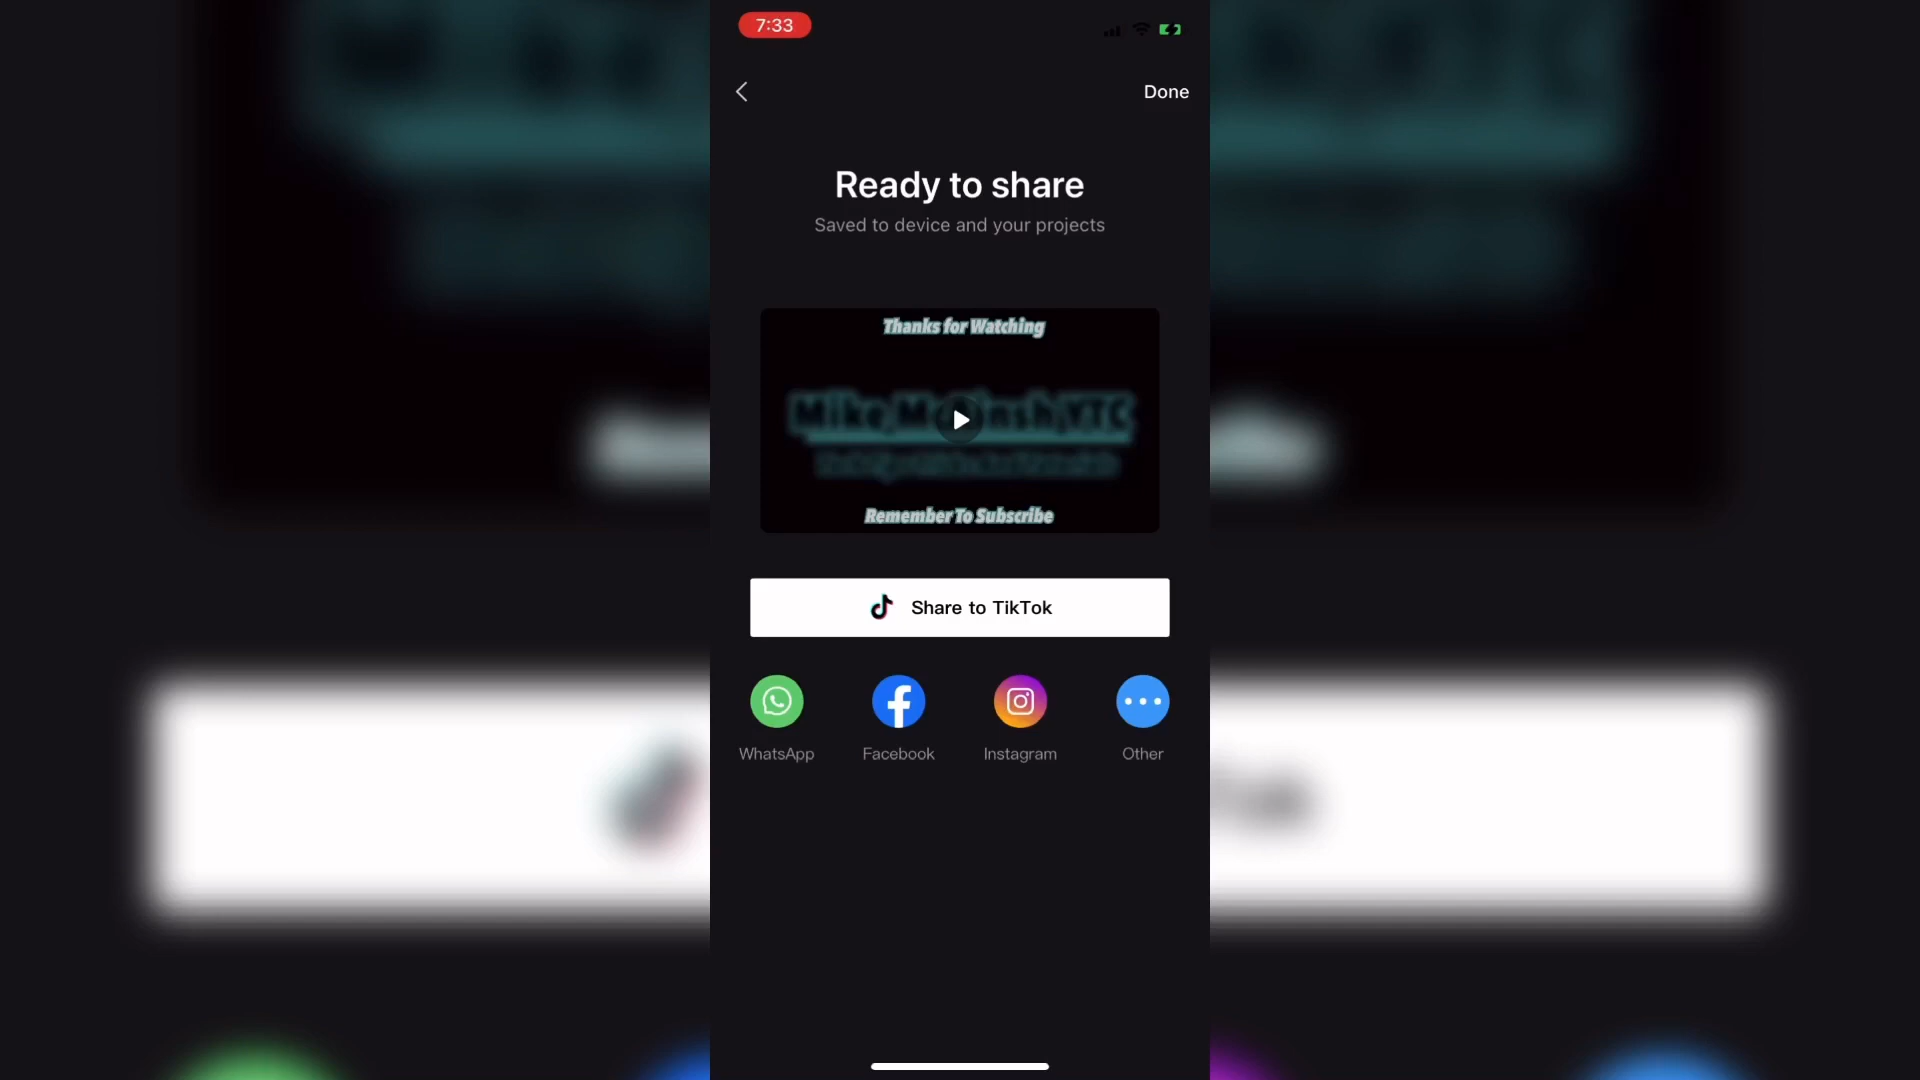 7:33
Done
Ready to share
Saved to device and your projects
Thanks for Watching
Remember To Subscribe
Share to TikTok
WhatsApp
Facebook
Instagram
Other